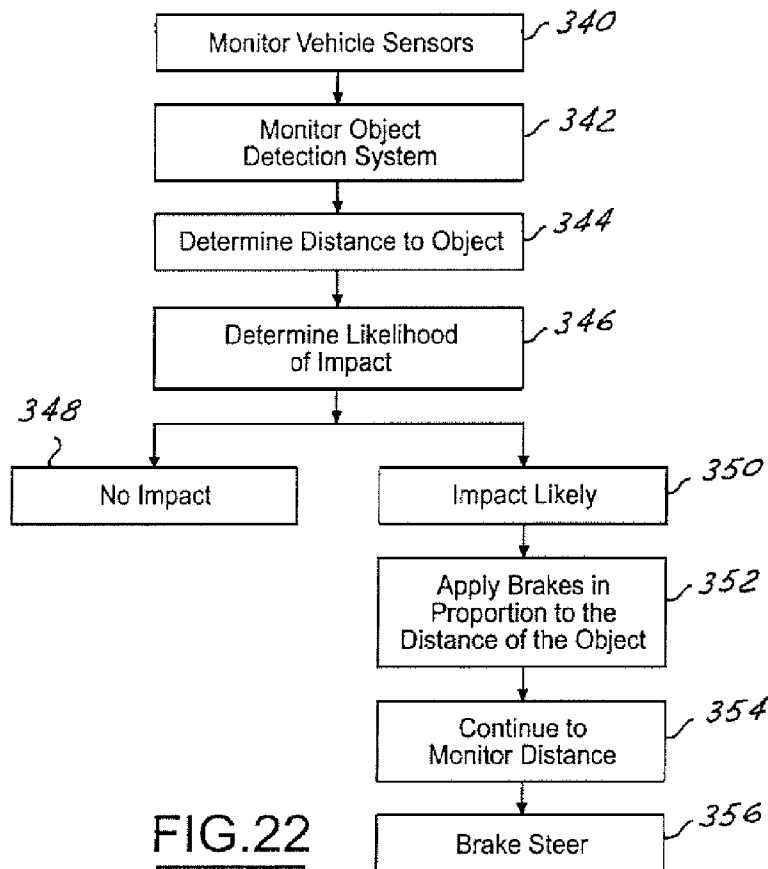 Monitor Vehicle Sensors
340
Monitor Object
Detection System
342
Determine Distance to Object
344
Determine Likelihood
of Impact
346
348
No Impact
Impact Likely
350
Apply Brakes in
Proportion to the
Distance of the Object
352
Continue to
Monitor Distance
354
Brake Steer
356
FIG.22